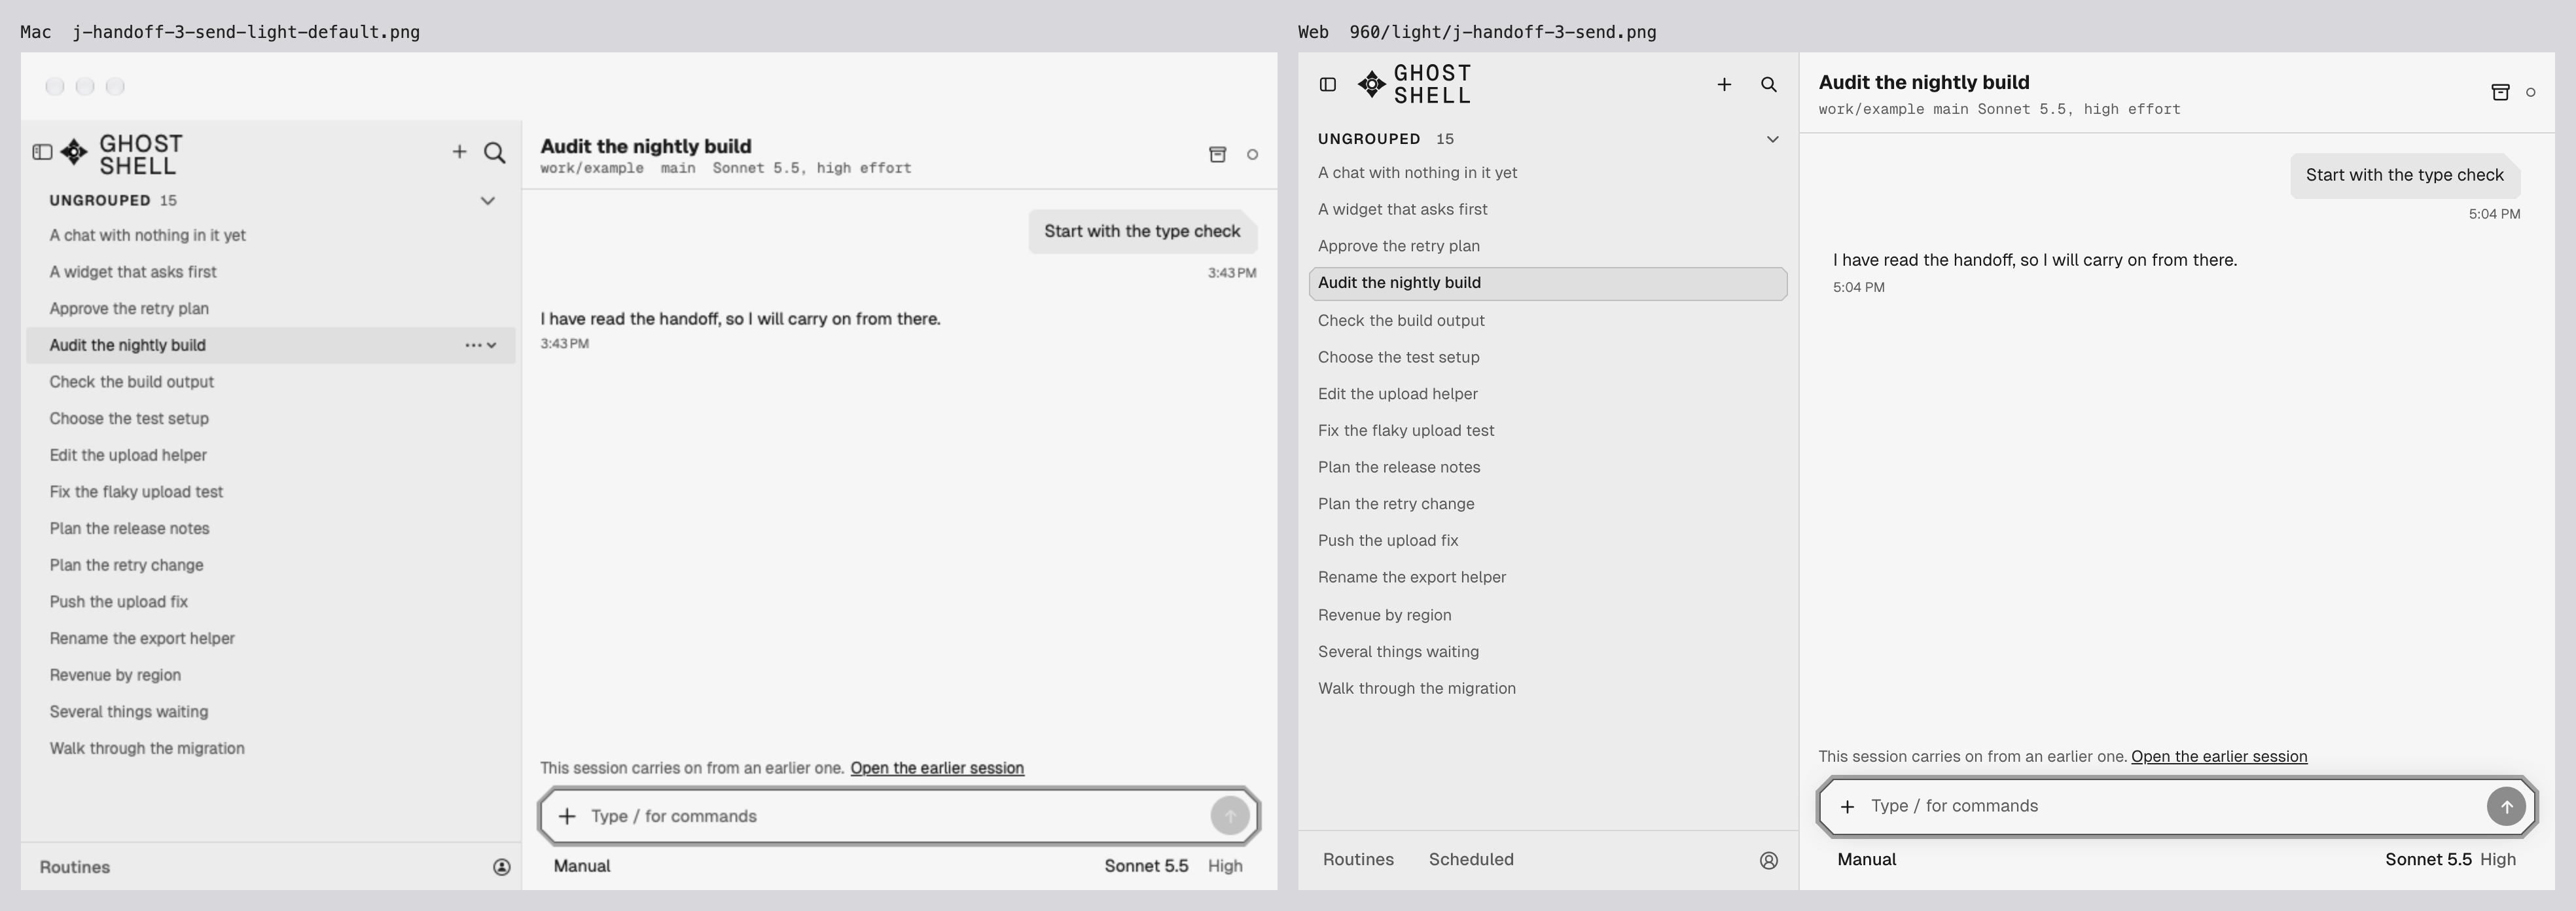 Mac  j-handoff-3-send-light-default.png
GHOST
SHELL
UNGROUPED 15
A chat with nothing in it yet
A widget that asks first
Approve the retry plan
Audit the nightly build
Check the build output
Choose the test setup
Edit the upload helper
Fix the flaky upload test
Plan the release notes
Plan the retry change
Push the upload fix
Rename the export helper
Revenue by region
Several things waiting
Walk through the migration
Routines
Audit the nightly build
work/example  main  Sonnet 5.5, high effort
Start with the type check
3:43 PM
I have read the handoff, so I will carry on from there.
3:43 PM
This session carries on from an earlier one. Open the earlier session
Type / for commands
Manual Sonnet 5.5 High
Web  960/light/j-handoff-3-send.png
GHOST
SHELL
UNGROUPED 15
A chat with nothing in it yet
A widget that asks first
Approve the retry plan
Audit the nightly build
Check the build output
Choose the test setup
Edit the upload helper
Fix the flaky upload test
Plan the release notes
Plan the retry change
Push the upload fix
Rename the export helper
Revenue by region
Several things waiting
Walk through the migration
Routines Scheduled
Audit the nightly build
work/example main Sonnet 5.5, high effort
Start with the type check
5:04 PM
I have read the handoff, so I will carry on from there.
5:04 PM
This session carries on from an earlier one. Open the earlier session
Type / for commands
Manual Sonnet 5.5 High